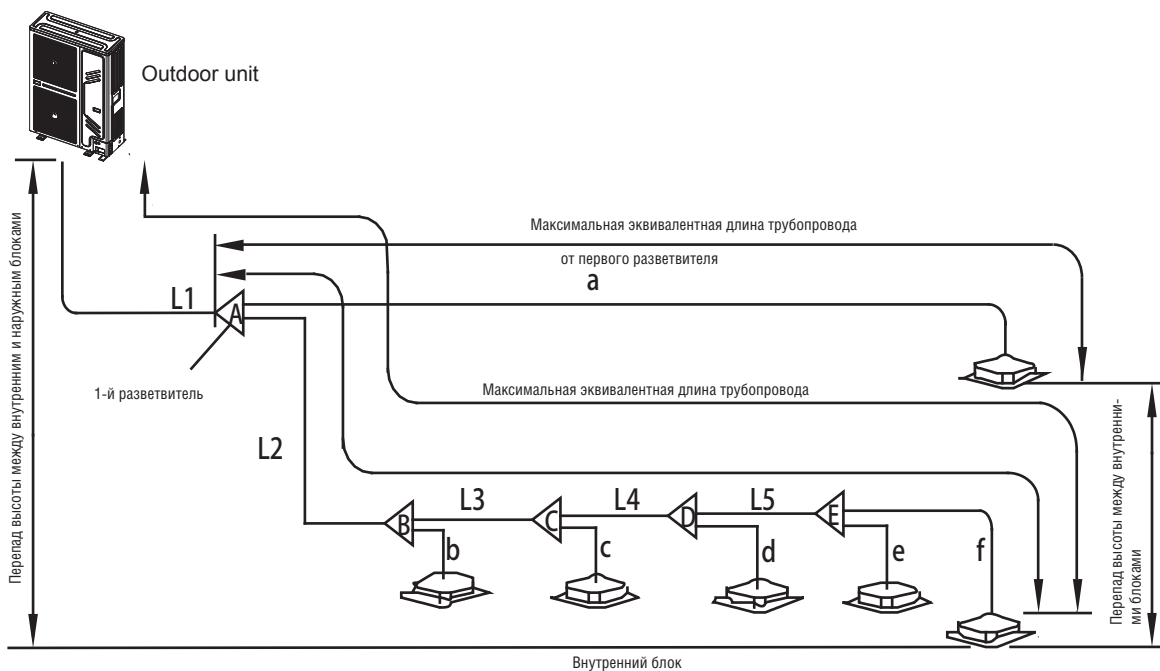 Outdoor unit
Максимальная эквивалентная длина трубопровода
от первого разветвителя
a
L1
A
1-й разветвитель
Максимальная эквивалентная длина трубопровода
L2
L3
L4
L5
B
C
D
E
b
c
d
e
f
Перепад высоты между внутренним и наружным блоками
Перепад высоты между внутренни-
ми блоками
Внутренний блок